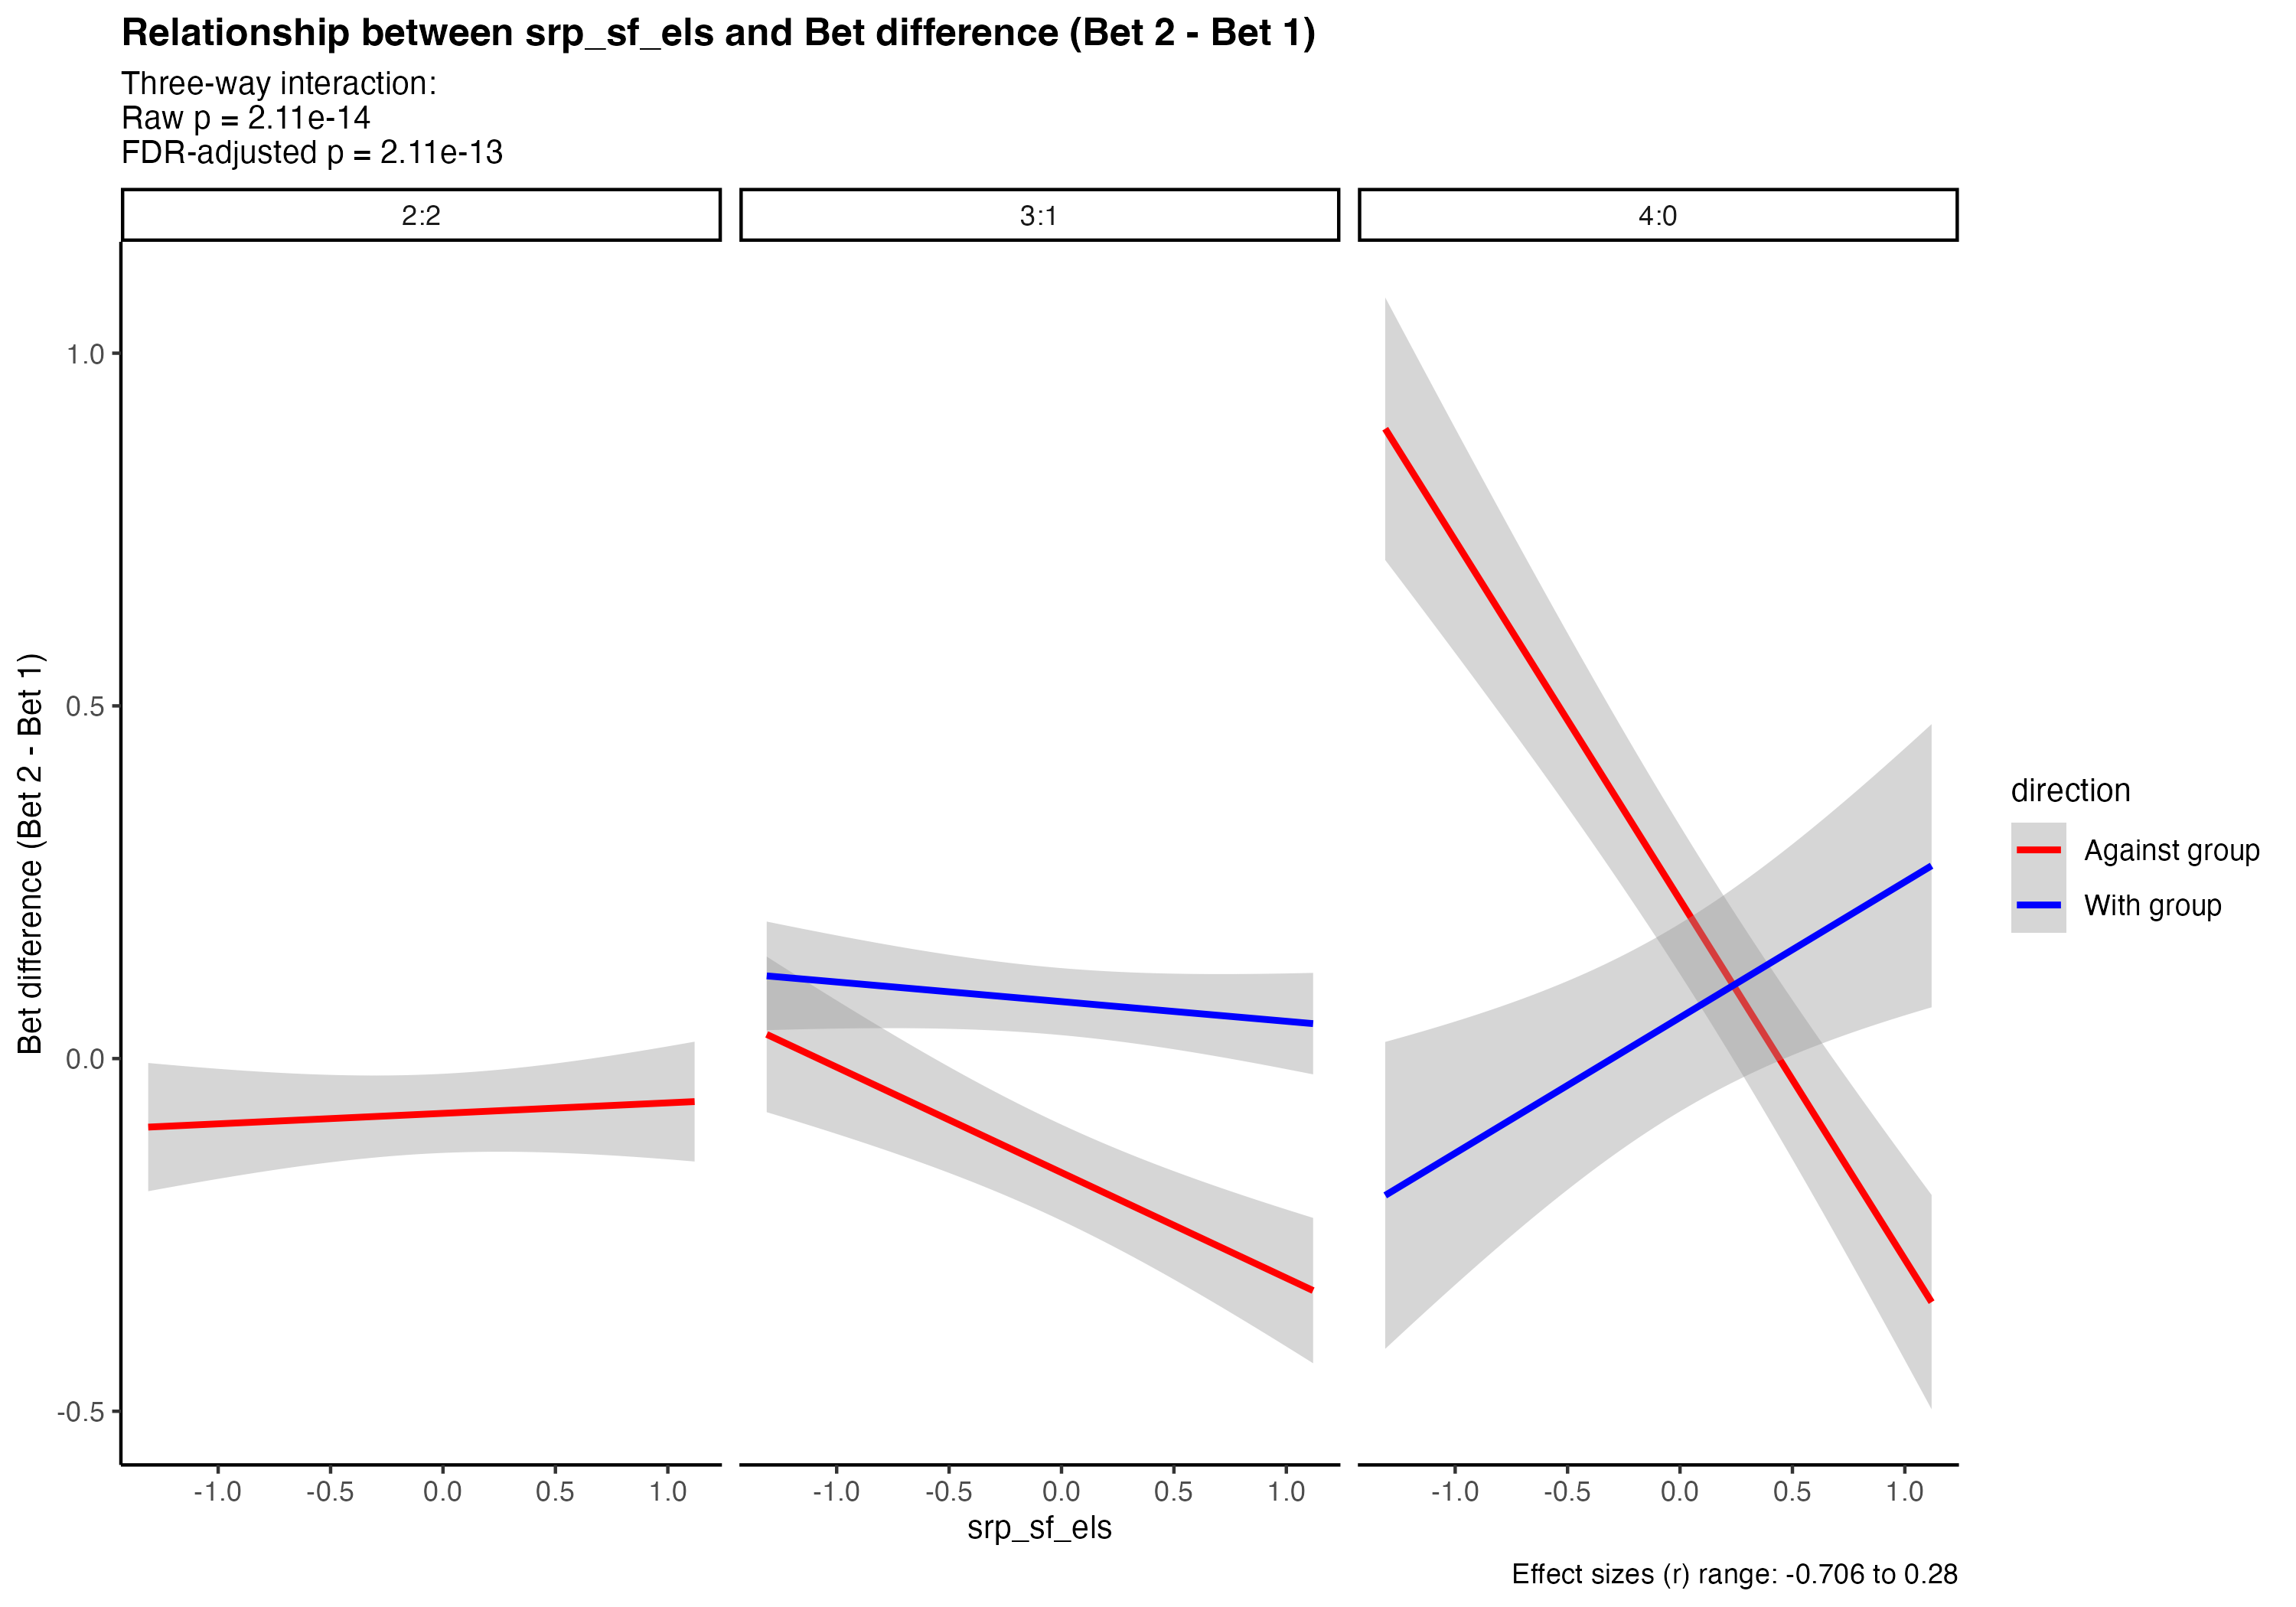 Relationship between srp_sf_els and Bet difference (Bet 2 - Bet 1)
Three-way interaction:
Raw p = 2.11e-14
FDR-adjusted p = 2.11e-13
2:2
3:1
4:0
Bet difference (Bet 2 - Bet 1)
1.0
0.5
0.0
-0.5
-1.0 -0.5 0.0 0.5 1.0
-1.0 -0.5 0.0 0.5 1.0
-1.0 -0.5 0.0 0.5 1.0
srp_sf_els
direction
Against group
With group
Effect sizes (r) range: -0.706 to 0.28